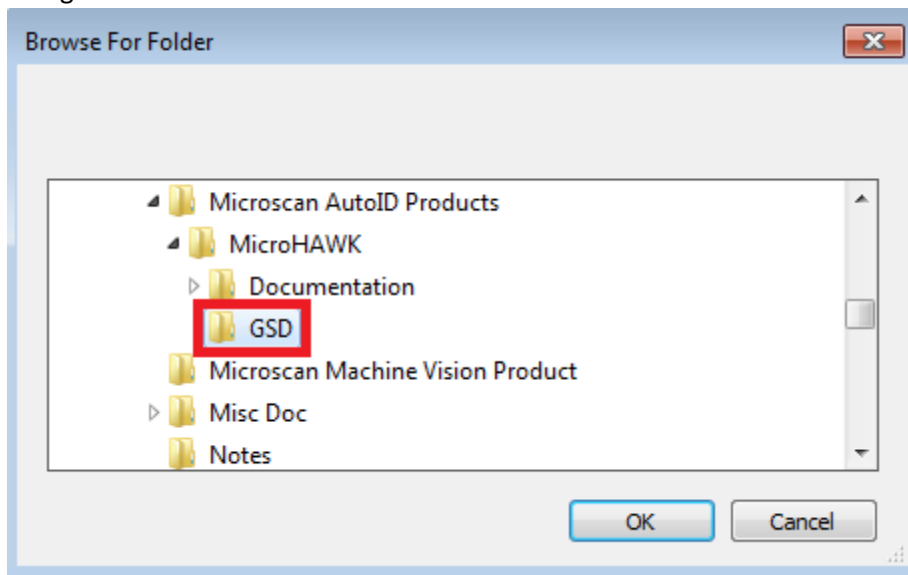 Browse For Folder
Microscan AutoID Products
MicroHAWK
Documentation
GSD
Microscan Machine Vision Product
Misc Doc
Notes
OK Cancel